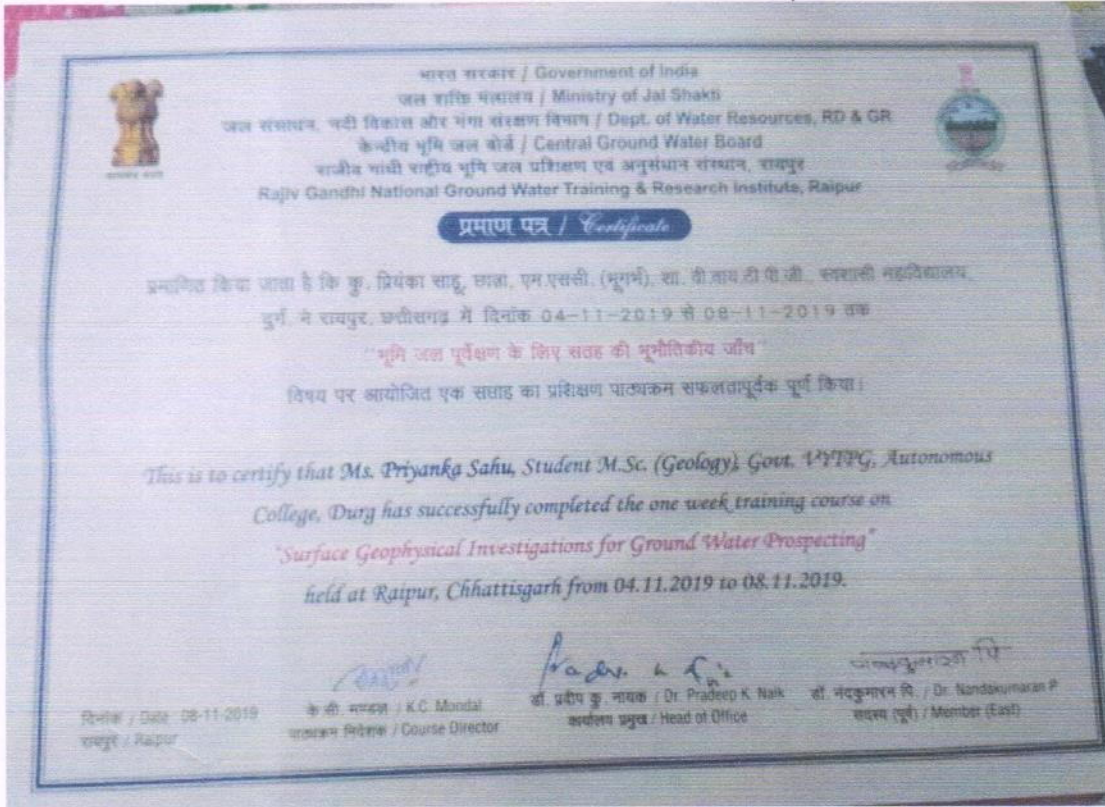 भारत सरकार / Government of India
जल शक्ति मंत्रालय / Ministry of Jal Shakti
जल संसाधन, नदी विकास और गंगा संरक्षण विभाग / Dept. of Water Resources, RD & GR
केन्द्रीय भूमि जल बोर्ड / Central Ground Water Board
राजीव गांधी राष्ट्रीय भूमि जल प्रशिक्षण एवं अनुसंधान संस्थान, रायपुर
Rajiv Gandhi National Ground Water Training & Research Institute, Raipur
प्रमाण पत्र / Certificate
प्रमाणित किया जाता है कि कु. प्रियंका साहू, छात्रा, एम.एससी. (भूगर्भ), शा. वी.वाय.टी.पी.जी., स्वशासी महाविद्यालय,
दुर्ग, ने रायपुर, छत्तीसगढ़ में दिनांक 04-11-2019 से 08-11-2019 तक
"भूमि जल पूर्वेक्षण के लिए सतह की भूभौतिकीय जाँच"
विषय पर आयोजित एक सप्ताह का प्रशिक्षण पाठ्यक्रम सफलतापूर्वक पूर्ण किया।
This is to certify that Ms. Priyanka Sahu, Student M.Sc. (Geology), Govt. VYTPG, Autonomous
College, Durg has successfully completed the one week training course on
"Surface Geophysical Investigations for Ground Water Prospecting"
held at Raipur, Chhattisgarh from 04.11.2019 to 08.11.2019.
दिनांक / Date: 08-11-2019
रायपुर / Raipur
के.सी. मण्डल / K.C. Mondal
पाठ्यक्रम निदेशक / Course Director
डॉ. प्रदीप कु. नायक / Dr. Pradeep K. Naik
कार्यालय प्रमुख / Head of Office
नंदकुमारन पि
डॉ. नंदकुमारन पि. / Dr. Nandakumaran P
सदस्य (पूर्व) / Member (East)